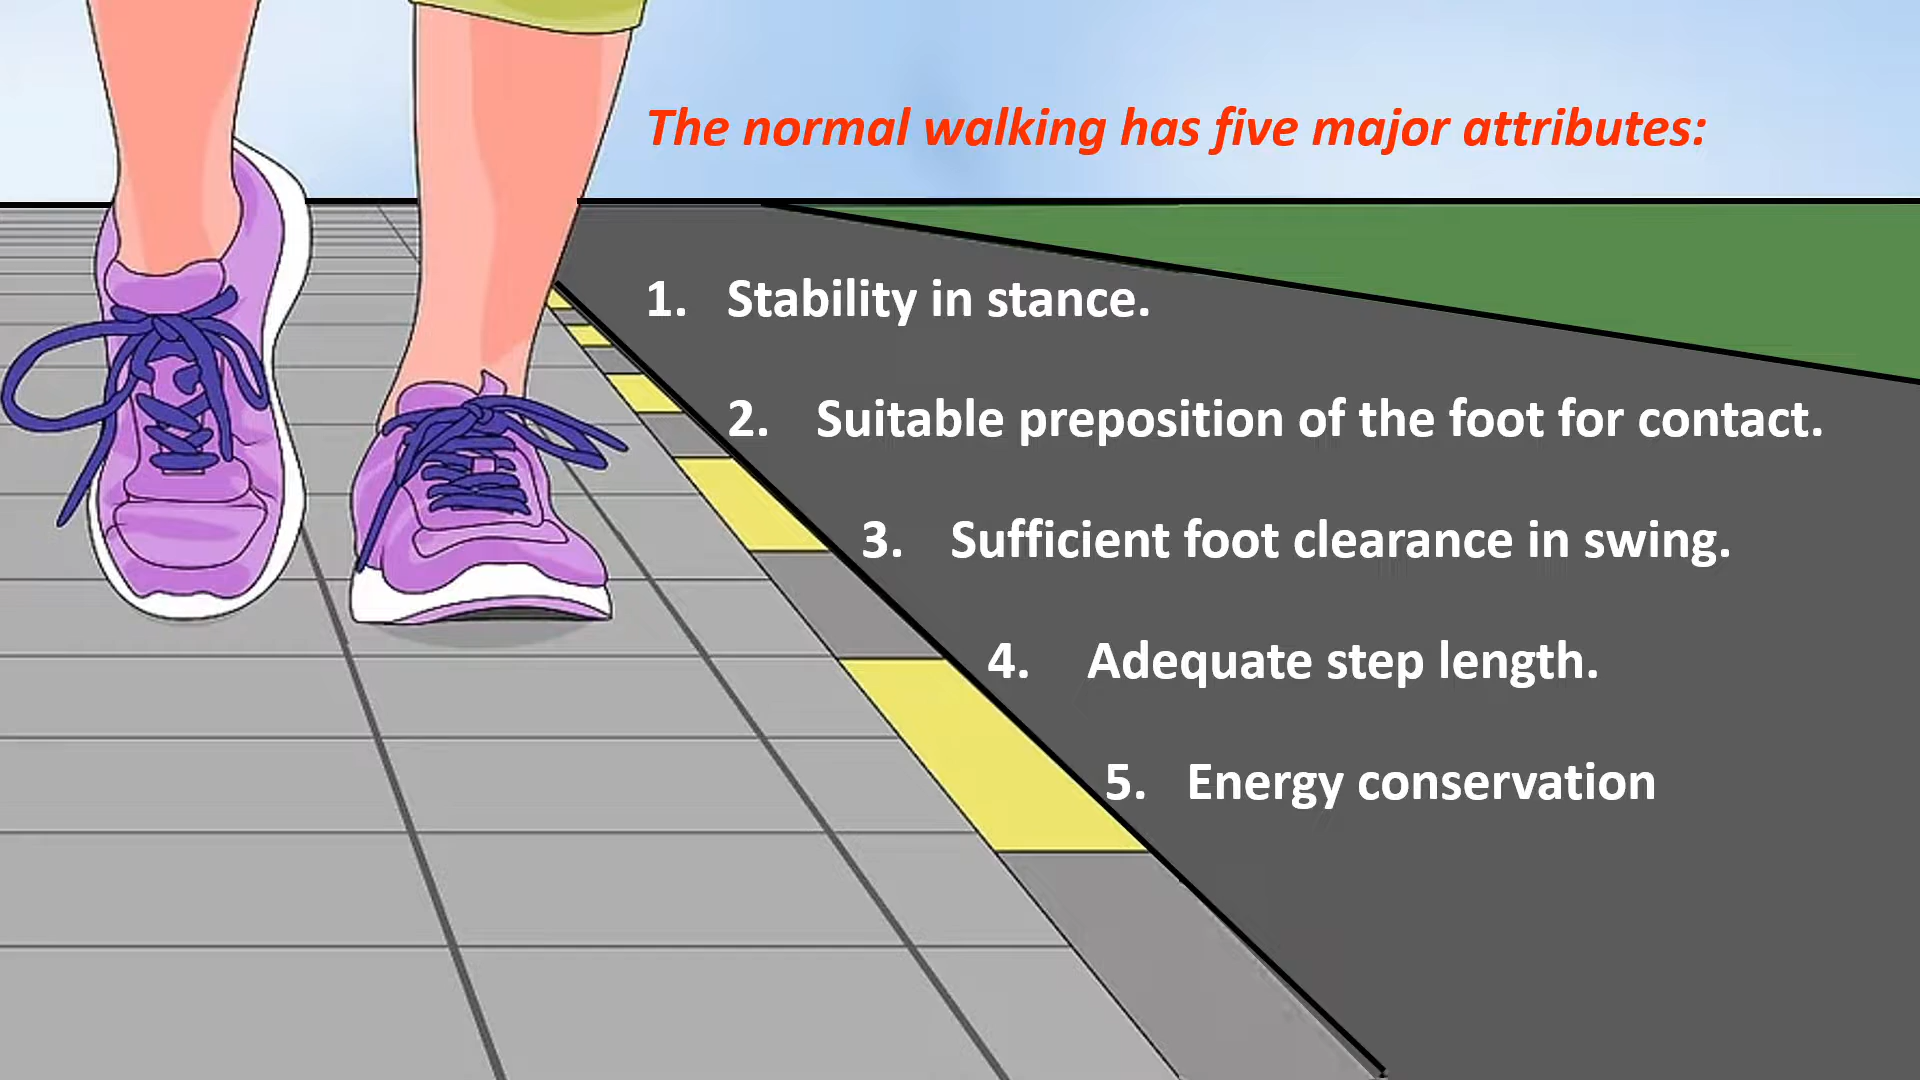 The normal walking has five major attributes:
1. Stability in stance.
2. Suitable preposition of the foot for contact.
3. Sufficient foot clearance in swing.
4. Adequate step length.
5. Energy conservation